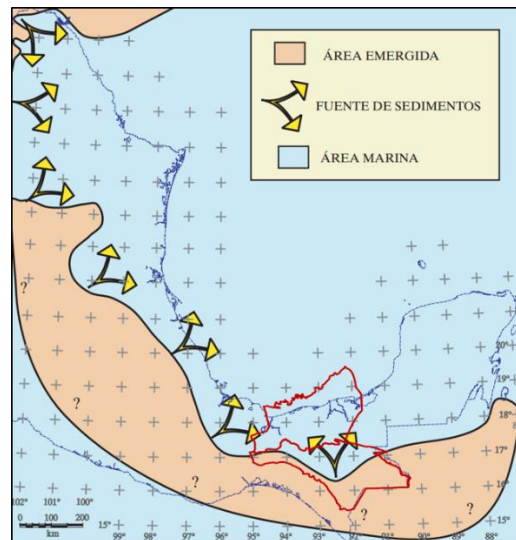 ÁREA EMERGIDA
FUENTE DE SEDIMENTOS
ÁREA MARINA
?
?
?
?
?
20°
19°
18°
17°
16°
15°
102° 101° 100°
0 100 200
km
15°
99° 98° 97° 96° 95° 94° 93° 92° 91° 90° 89° 88°